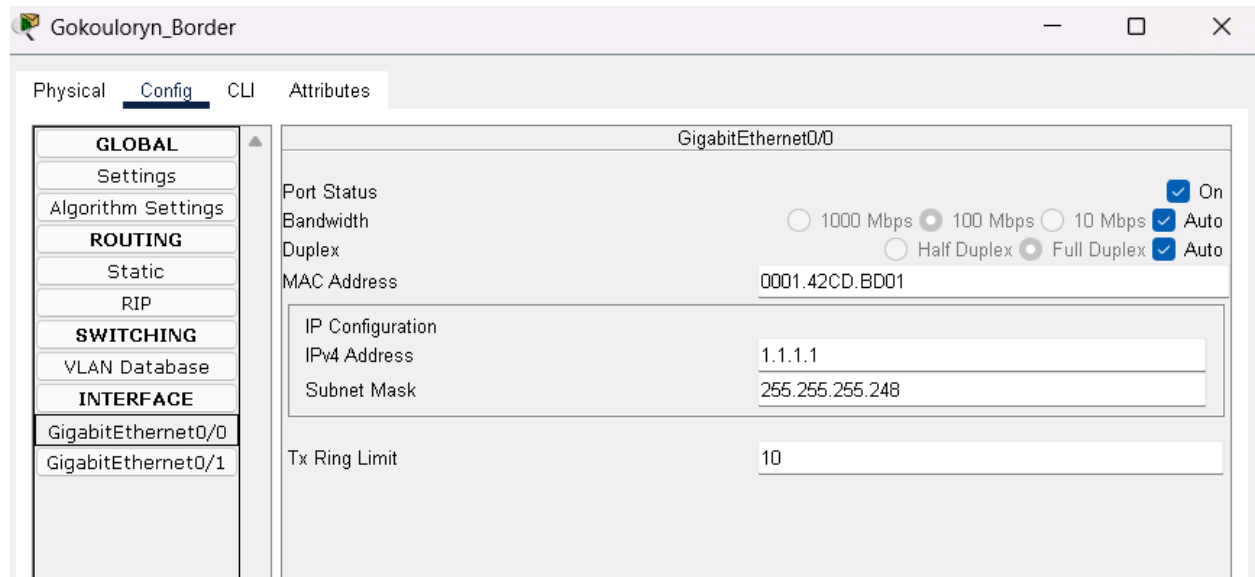 Gokouloryn_Border
Physical Config CLI Attributes
GLOBAL
Settings
Algorithm Settings
ROUTING
Static
RIP
SWITCHING
VLAN Database
INTERFACE
GigabitEthernet0/0
GigabitEthernet0/1
GigabitEthernet0/0
Port Status On
Bandwidth 1000 Mbps 100 Mbps 10 Mbps Auto
Duplex Half Duplex Full Duplex Auto
MAC Address 0001.42CD.BD01
IP Configuration
IPv4 Address 1.1.1.1
Subnet Mask 255.255.255.248
Tx Ring Limit 10